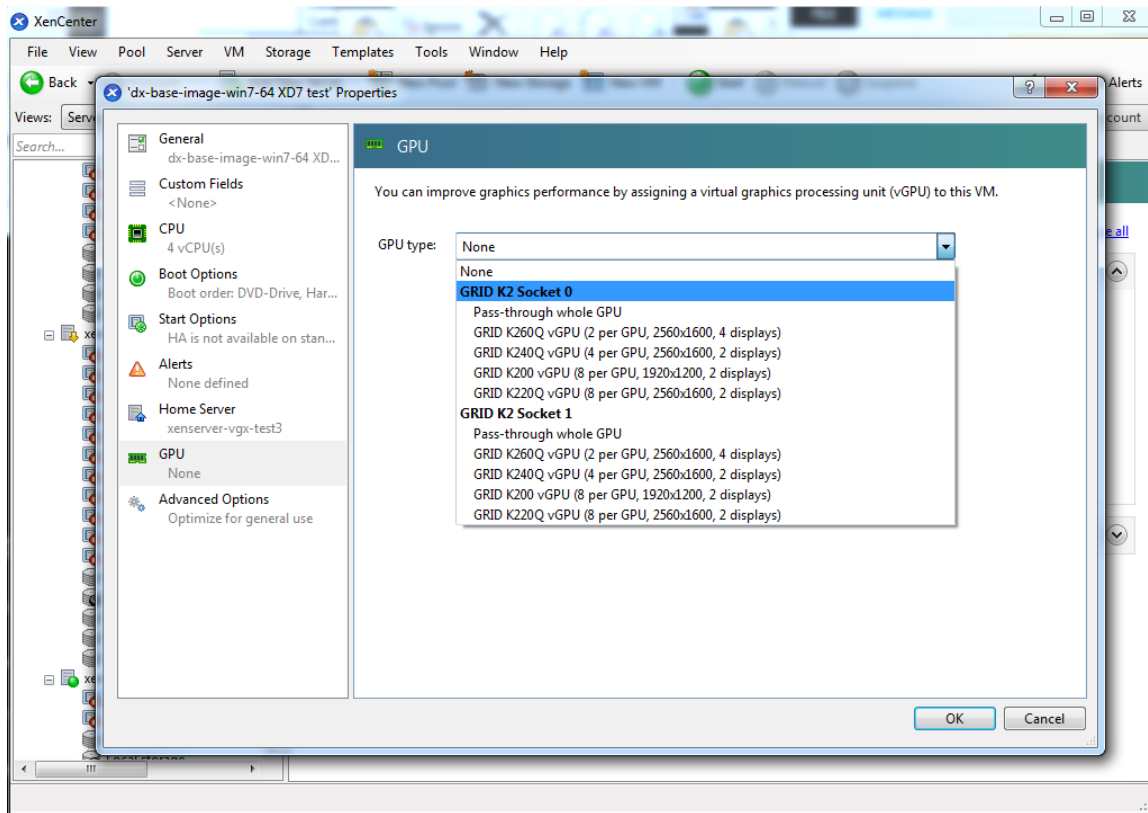 XenCenter
File View Pool Server VM Storage Templates Tools Window Help
Back
Alerts
'dx-base-image-win7-64 XD7 test' Properties
Views:
Search...
General
dx-base-image-win7-64 XD...
Custom Fields
<None>
CPU
4 vCPU(s)
Boot Options
Boot order: DVD-Drive, Har...
Start Options
HA is not available on stan...
Alerts
None defined
Home Server
xenserver-vgx-test3
GPU
None
Advanced Options
Optimize for general use
GPU
You can improve graphics performance by assigning a virtual graphics processing unit (vGPU) to this VM.
GPU type: None
None
GRID K2 Socket 0
Pass-through whole GPU
GRID K260Q vGPU (2 per GPU, 2560x1600, 4 displays)
GRID K240Q vGPU (4 per GPU, 2560x1600, 2 displays)
GRID K200 vGPU (8 per GPU, 1920x1200, 2 displays)
GRID K220Q vGPU (8 per GPU, 2560x1600, 2 displays)
GRID K2 Socket 1
Pass-through whole GPU
GRID K260Q vGPU (2 per GPU, 2560x1600, 4 displays)
GRID K240Q vGPU (4 per GPU, 2560x1600, 2 displays)
GRID K200 vGPU (8 per GPU, 1920x1200, 2 displays)
GRID K220Q vGPU (8 per GPU, 2560x1600, 2 displays)
OK Cancel